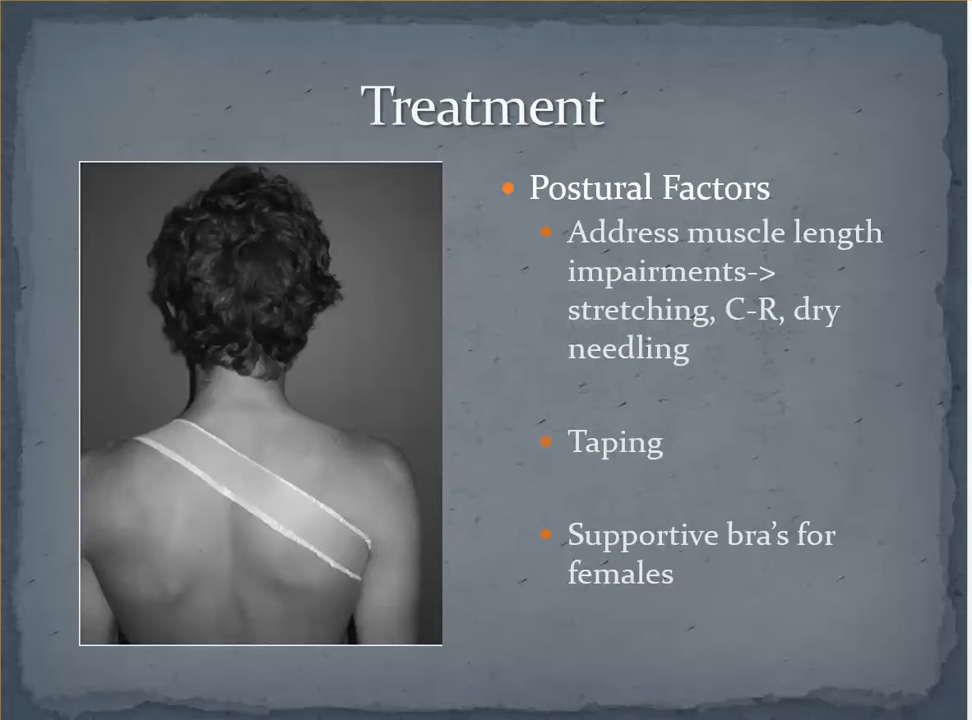 Treatment
Postural Factors
Address muscle length
impairments->
stretching, C-R, dry
needling
Taping
Supportive bra's for
females